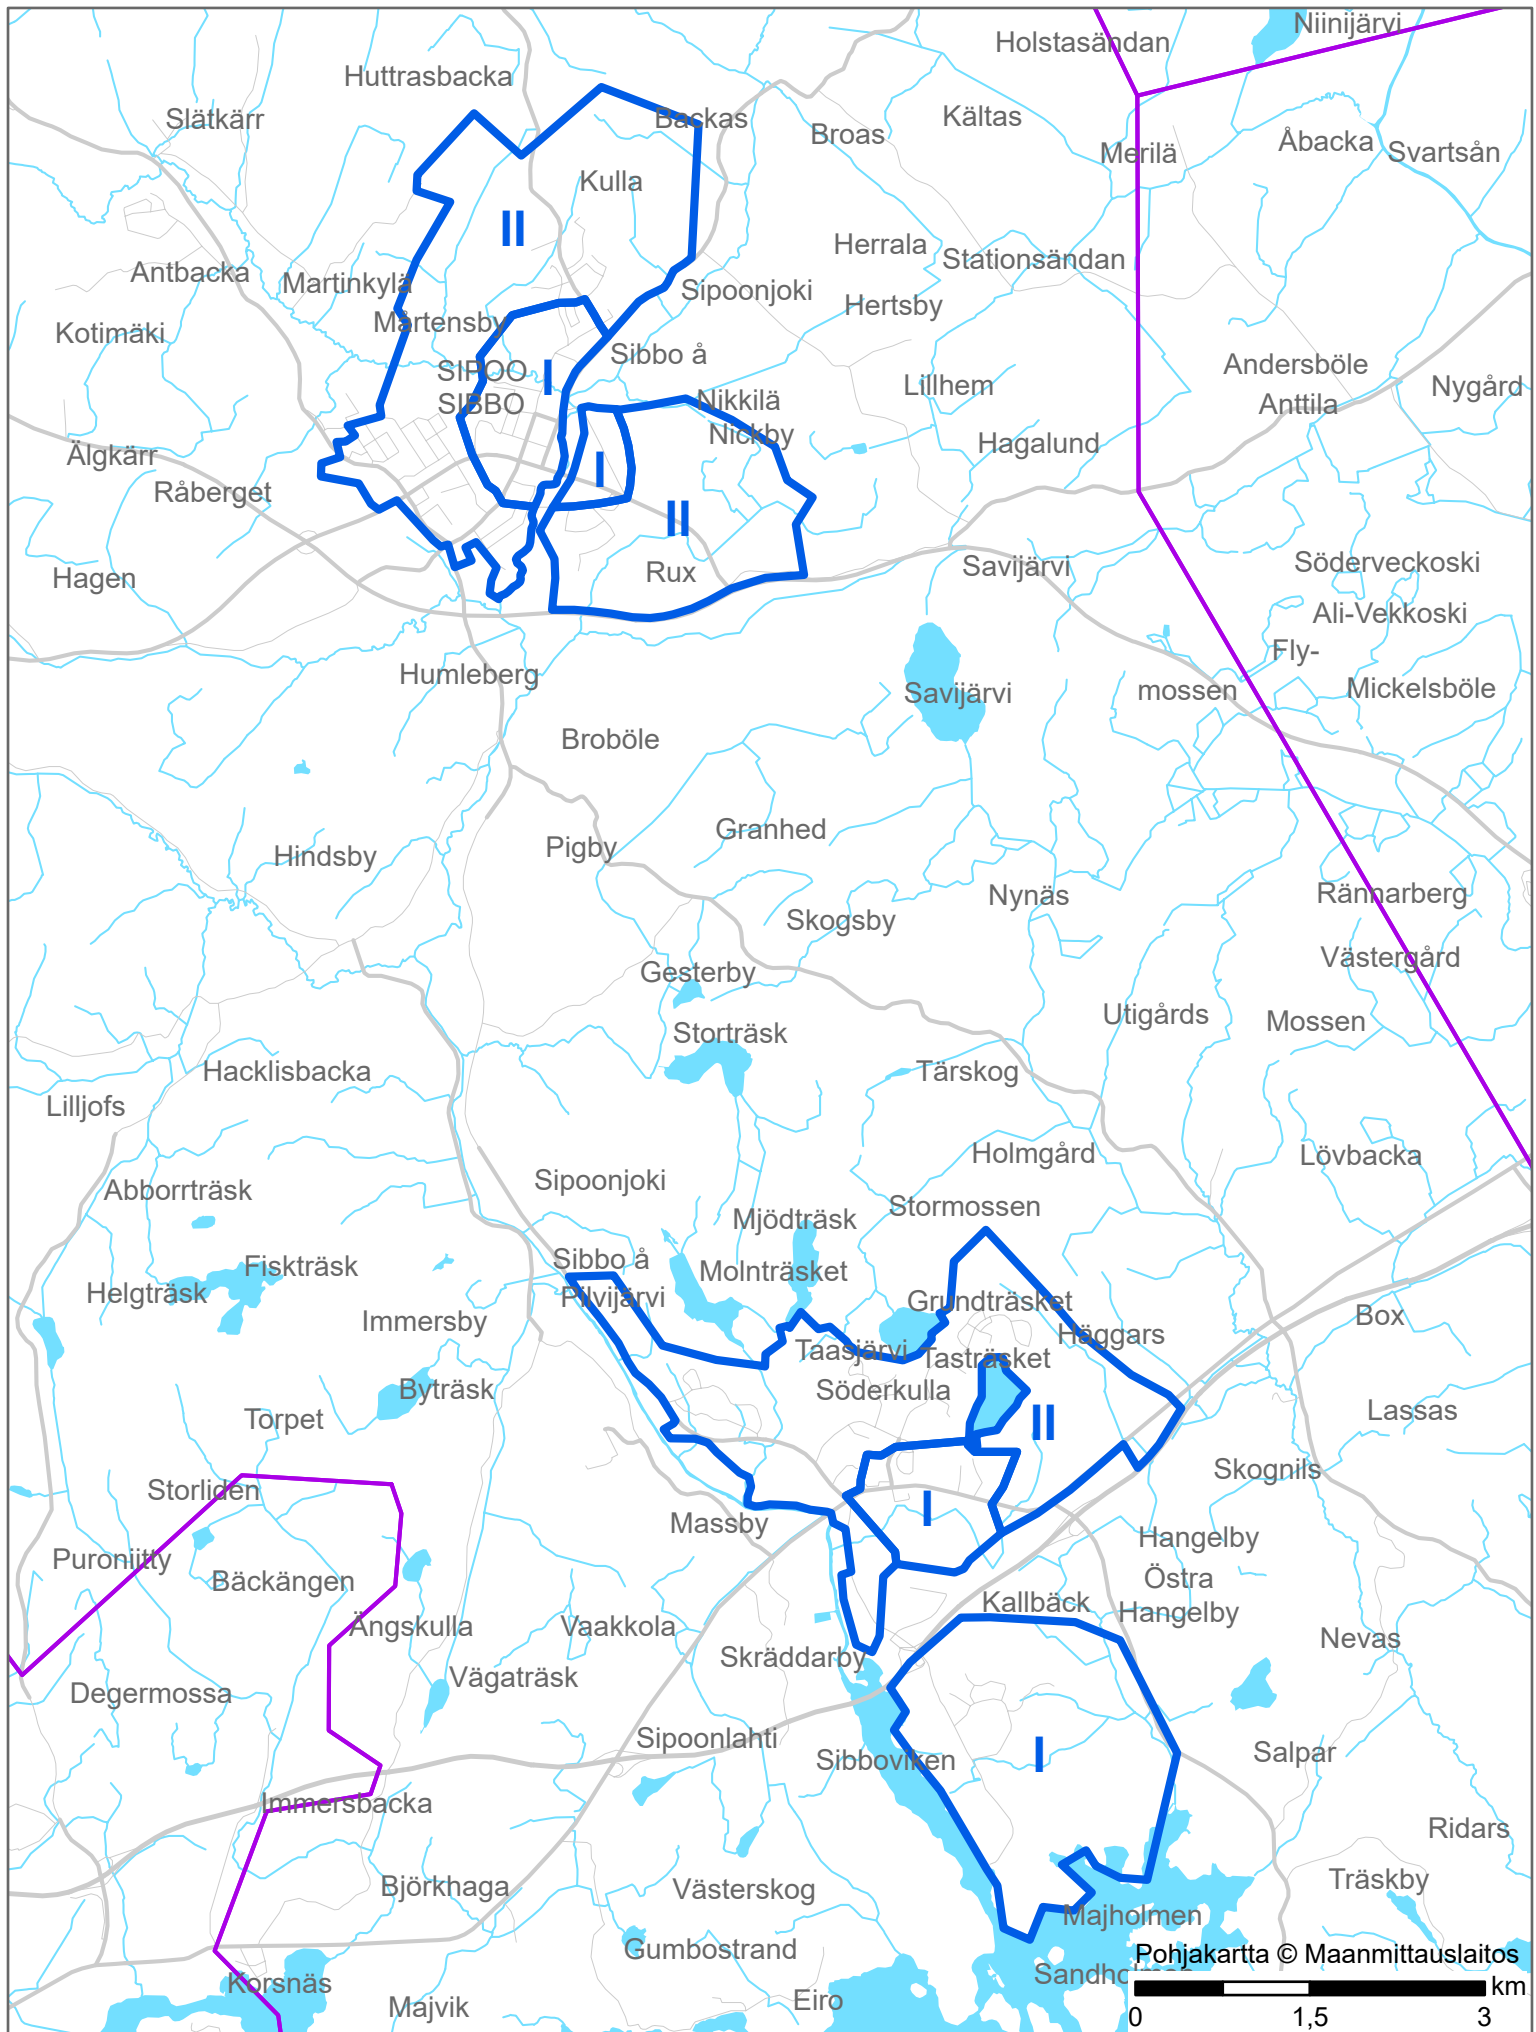 Niinijärvi
Holstasändan
Huttrasbacka
Slätkärr
Backas
Broas
Kältas
Merilä
Åbacka
Svartsån
Kulla
II
Herrala
Stationsändan
Antbacka
Martinkylä
Sipoonjoki
Hertsby
Kotimäki
Mårtensby
Sibbo å
SIPOO
I
SIBBO
Lillhem
Andersböle
Nygård
Anttila
Nikkilä
Nickby
Hagalund
Älgkärr
Råberget
I
II
Rux
Hagen
Savijärvi
Söderveckoski
Ali-Vekkoski
Fly-
mossen
Mickelsböle
Humleberg
Savijärvi
Broböle
Granhed
Pigby
Hindsby
Nynäs
Rännarberg
Skogsby
Västergård
Gesterby
Utigårds
Mossen
Storträsk
Hacklisbacka
Tärskog
Lilljofs
Holmgård
Lövbacka
Abborrträsk
Sipoonjoki
Stormossen
Mjödträsk
Sibbo å
Fiskträsk
Molnträsket
Helgträsk
Pilvijärvi
Grundträsket
Box
Immersby
Häggars
Taasjärvi
Tasträsket
Byträsk
Söderkulla
Torpet
II
Lassas
Storliden
Skognils
I
Massby
Hangelby
Puroniitty
Bäckängen
Östra
Hangelby
Kallbäck
Ängskulla
Vaakkola
Nevas
Skräddarby
Vägaträsk
Degermossa
Sipoonlahti
Sibboviken
I
Salpar
Immersbacka
Ridars
Björkhaga
Västerskog
Träskby
Majholmen
Gumbostrand
Pohjakartta © Maanmittauslaitos
Korsnäs
Majvik
Eiro
km
0 1,5 3